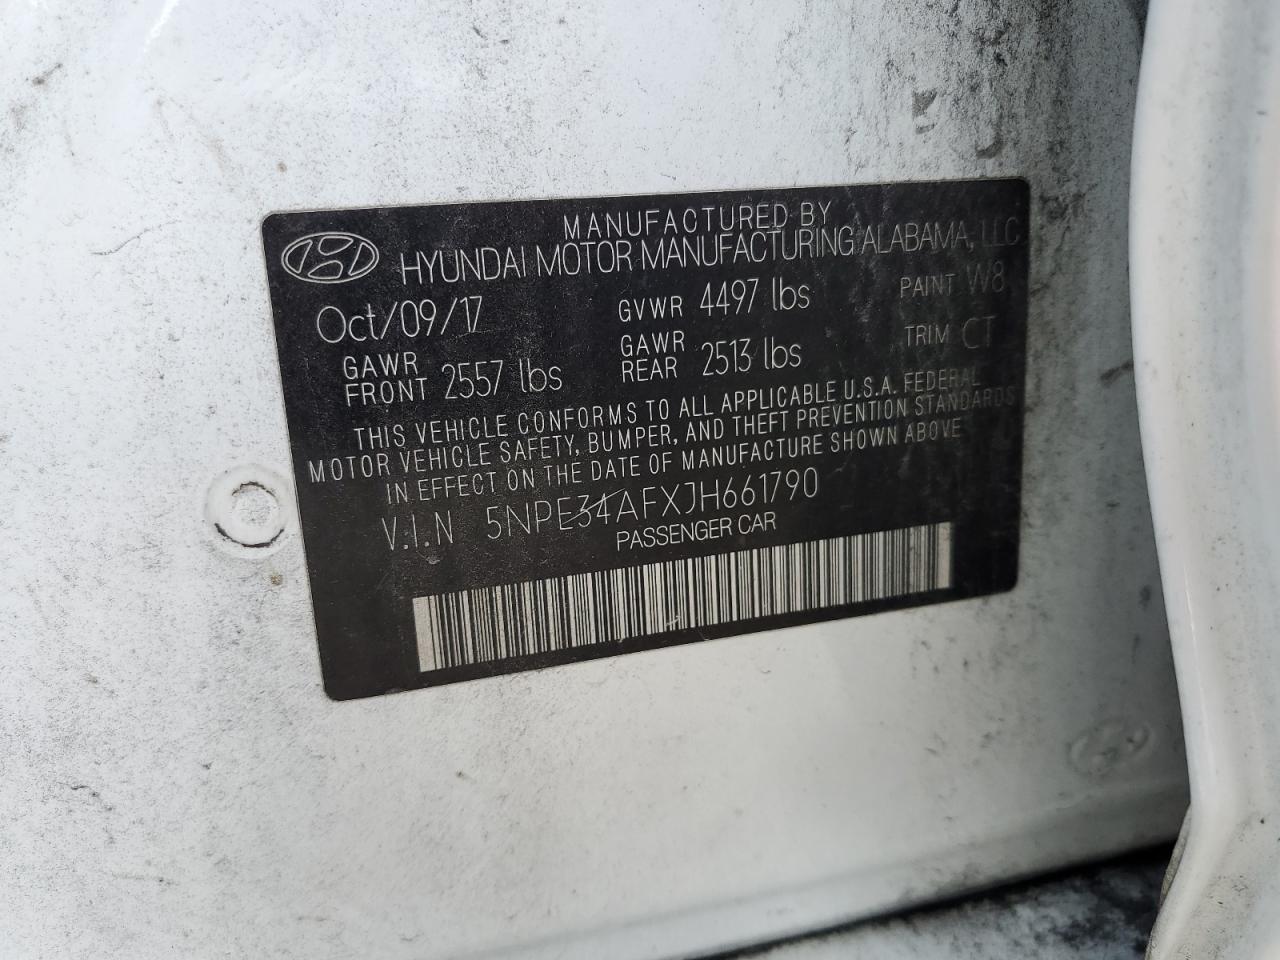 MANUFACTURED BY
HYUNDAI MOTOR MANUFACTURING ALABAMA, LLC
Oct/09/17 GVWR 4497 lbs PAINT W8
GAWR FRONT 2557 lbs GAWR REAR 2513 lbs TRIM CT
THIS VEHICLE CONFORMS TO ALL APPLICABLE U.S.A. FEDERAL
MOTOR VEHICLE SAFETY, BUMPER, AND THEFT PREVENTION STANDARDS
IN EFFECT ON THE DATE OF MANUFACTURE SHOWN ABOVE
V.I.N 5NPE34AFXJH661790
PASSENGER CAR